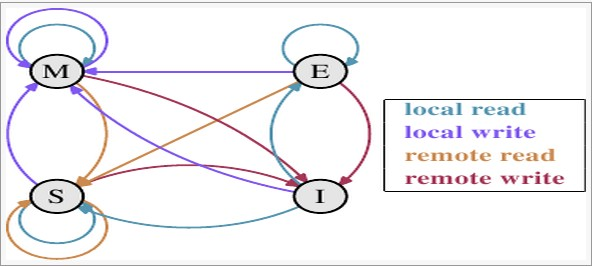 M
E
S
I
local read
local write
remote read
remote write